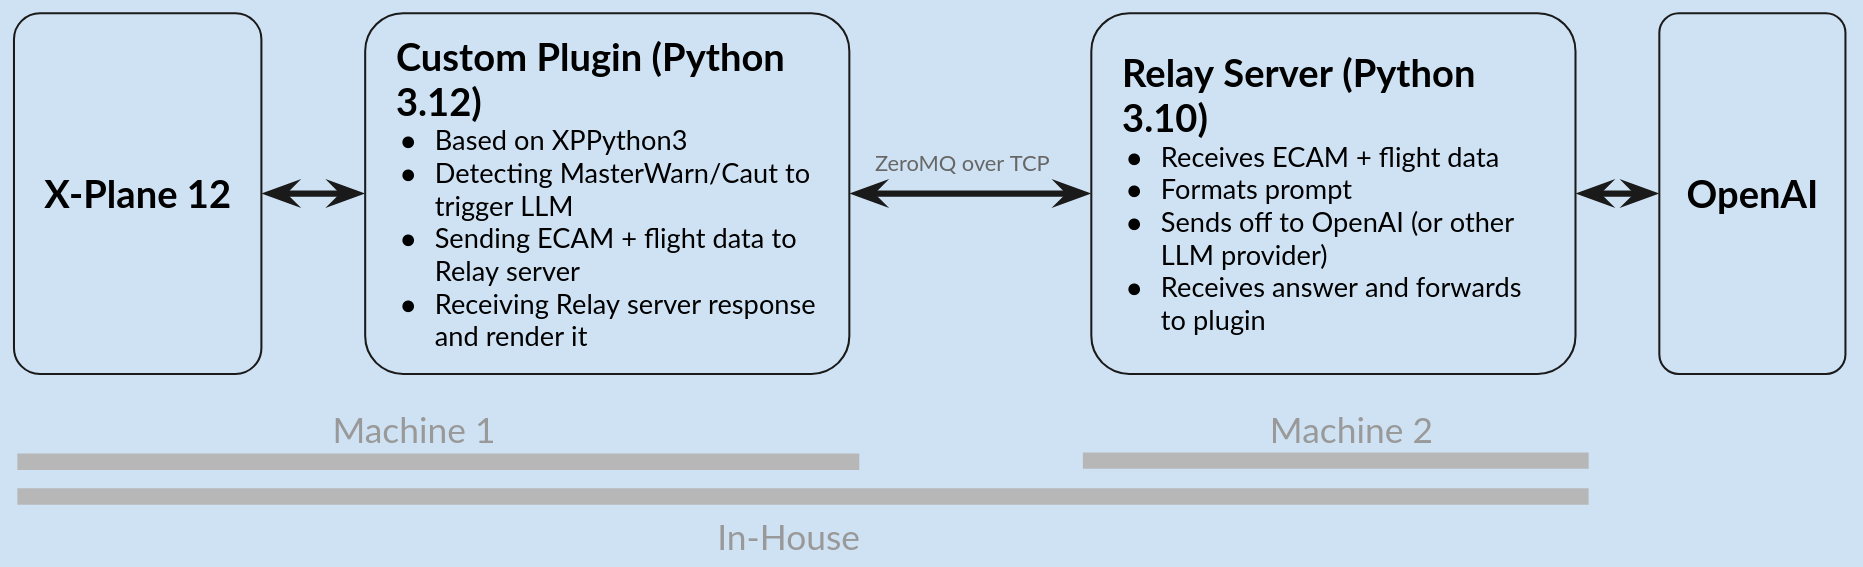 X-Plane 12
Custom Plugin (Python
3.12)
● Based on XPPython3
● Detecting MasterWarn/Caut to
trigger LLM
● Sending ECAM + flight data to
Relay server
● Receiving Relay server response
and render it
ZeroMQ over TCP
Relay Server (Python
3.10)
● Receives ECAM + flight data
● Formats prompt
● Sends off to OpenAI (or other
LLM provider)
● Receives answer and forwards
to plugin
OpenAI
Machine 1
Machine 2
In-House